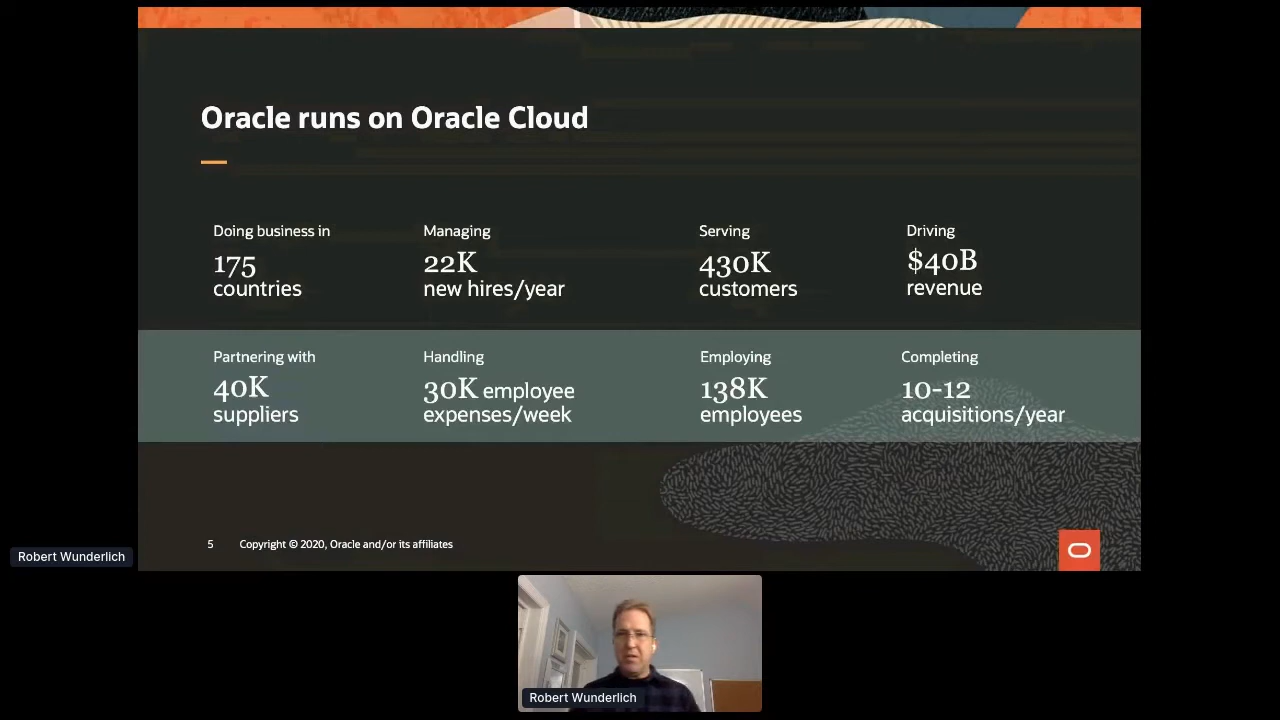 Oracle runs on Oracle Cloud
Doing business in
175
countries
Managing
22K
new hires/year
Serving
430K
customers
Driving
$40B
revenue
Partnering with
40K
suppliers
Handling
30K employee
expenses/week
Employing
138K
employees
Completing
10-12
acquisitions/year
5
Copyright © 2020, Oracle and/or its affiliates
Robert Wunderlich
Robert Wunderlich